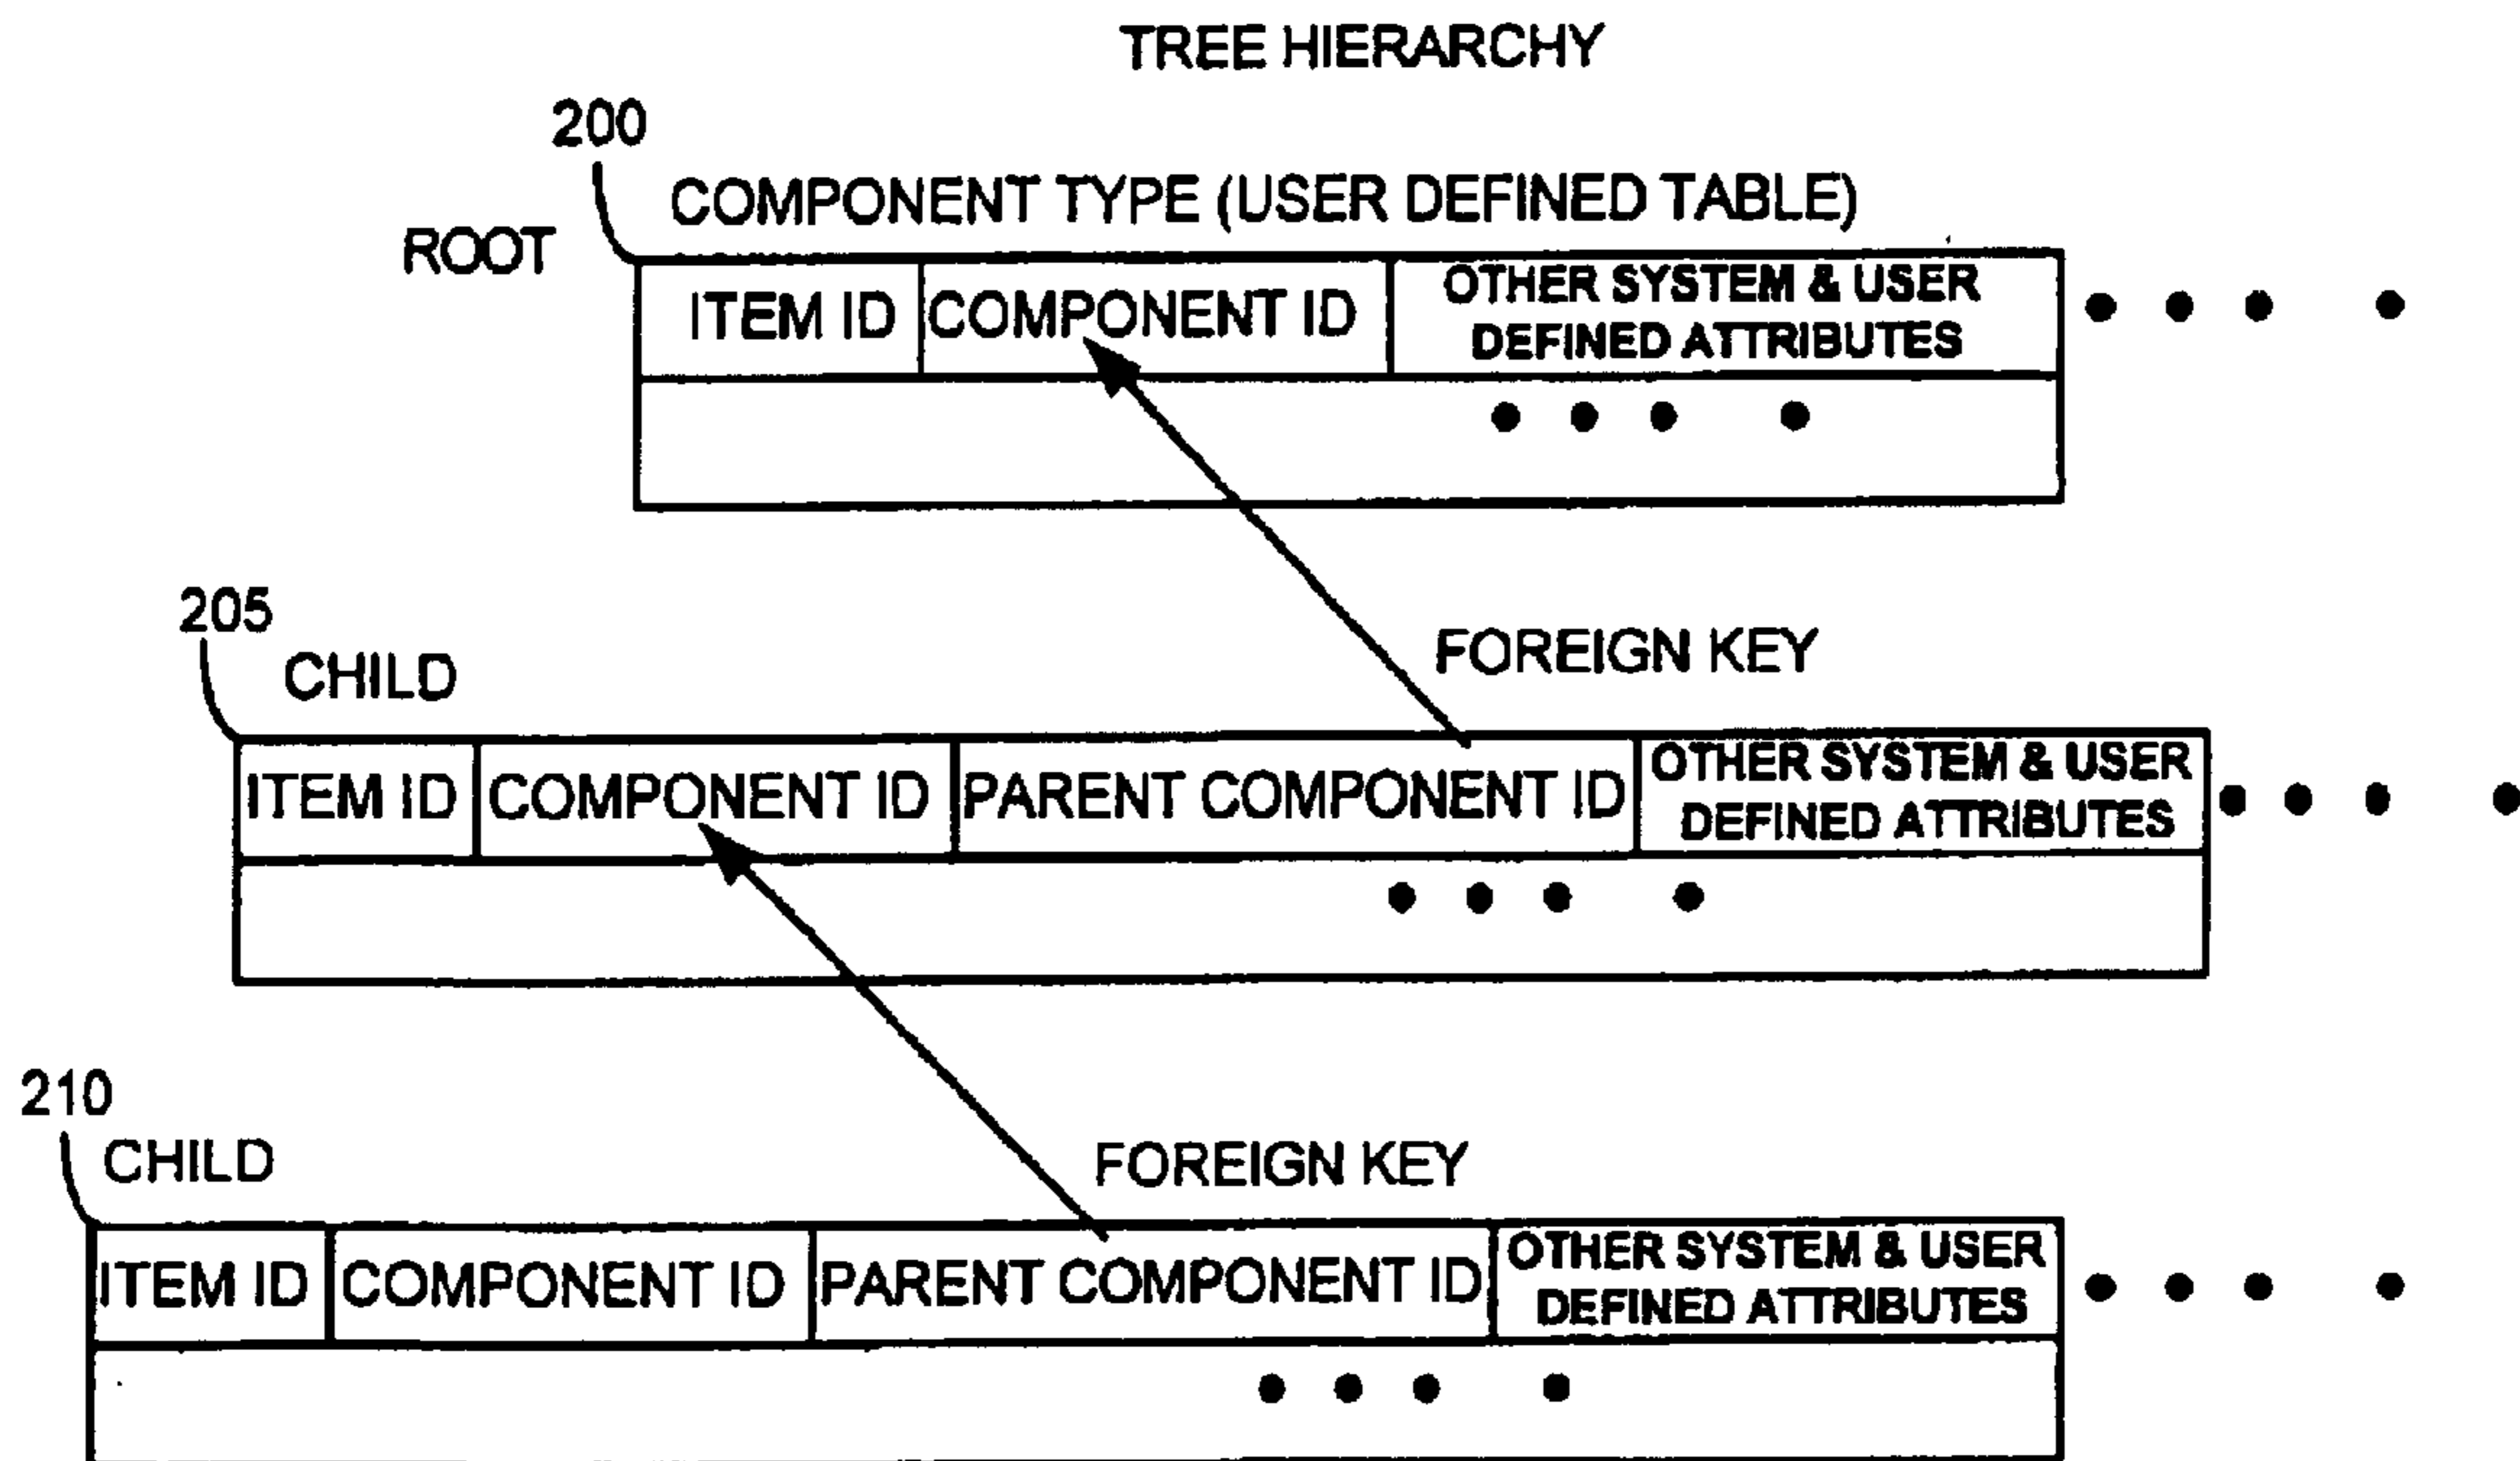 TREE HIERARCHY
200
COMPONENT TYPE (USER DEFINED TABLE)
ROOT
ITEM ID COMPONENT ID OTHER SYSTEM & USER
DEFINED ATTRIBUTES
205
CHILD
FOREIGN KEY
ITEM ID COMPONENT ID PARENT COMPONENT ID OTHER SYSTEM & USER
DEFINED ATTRIBUTES
210
CHILD
FOREIGN KEY
ITEM ID COMPONENT ID PARENT COMPONENT ID OTHER SYSTEM & USER
DEFINED ATTRIBUTES